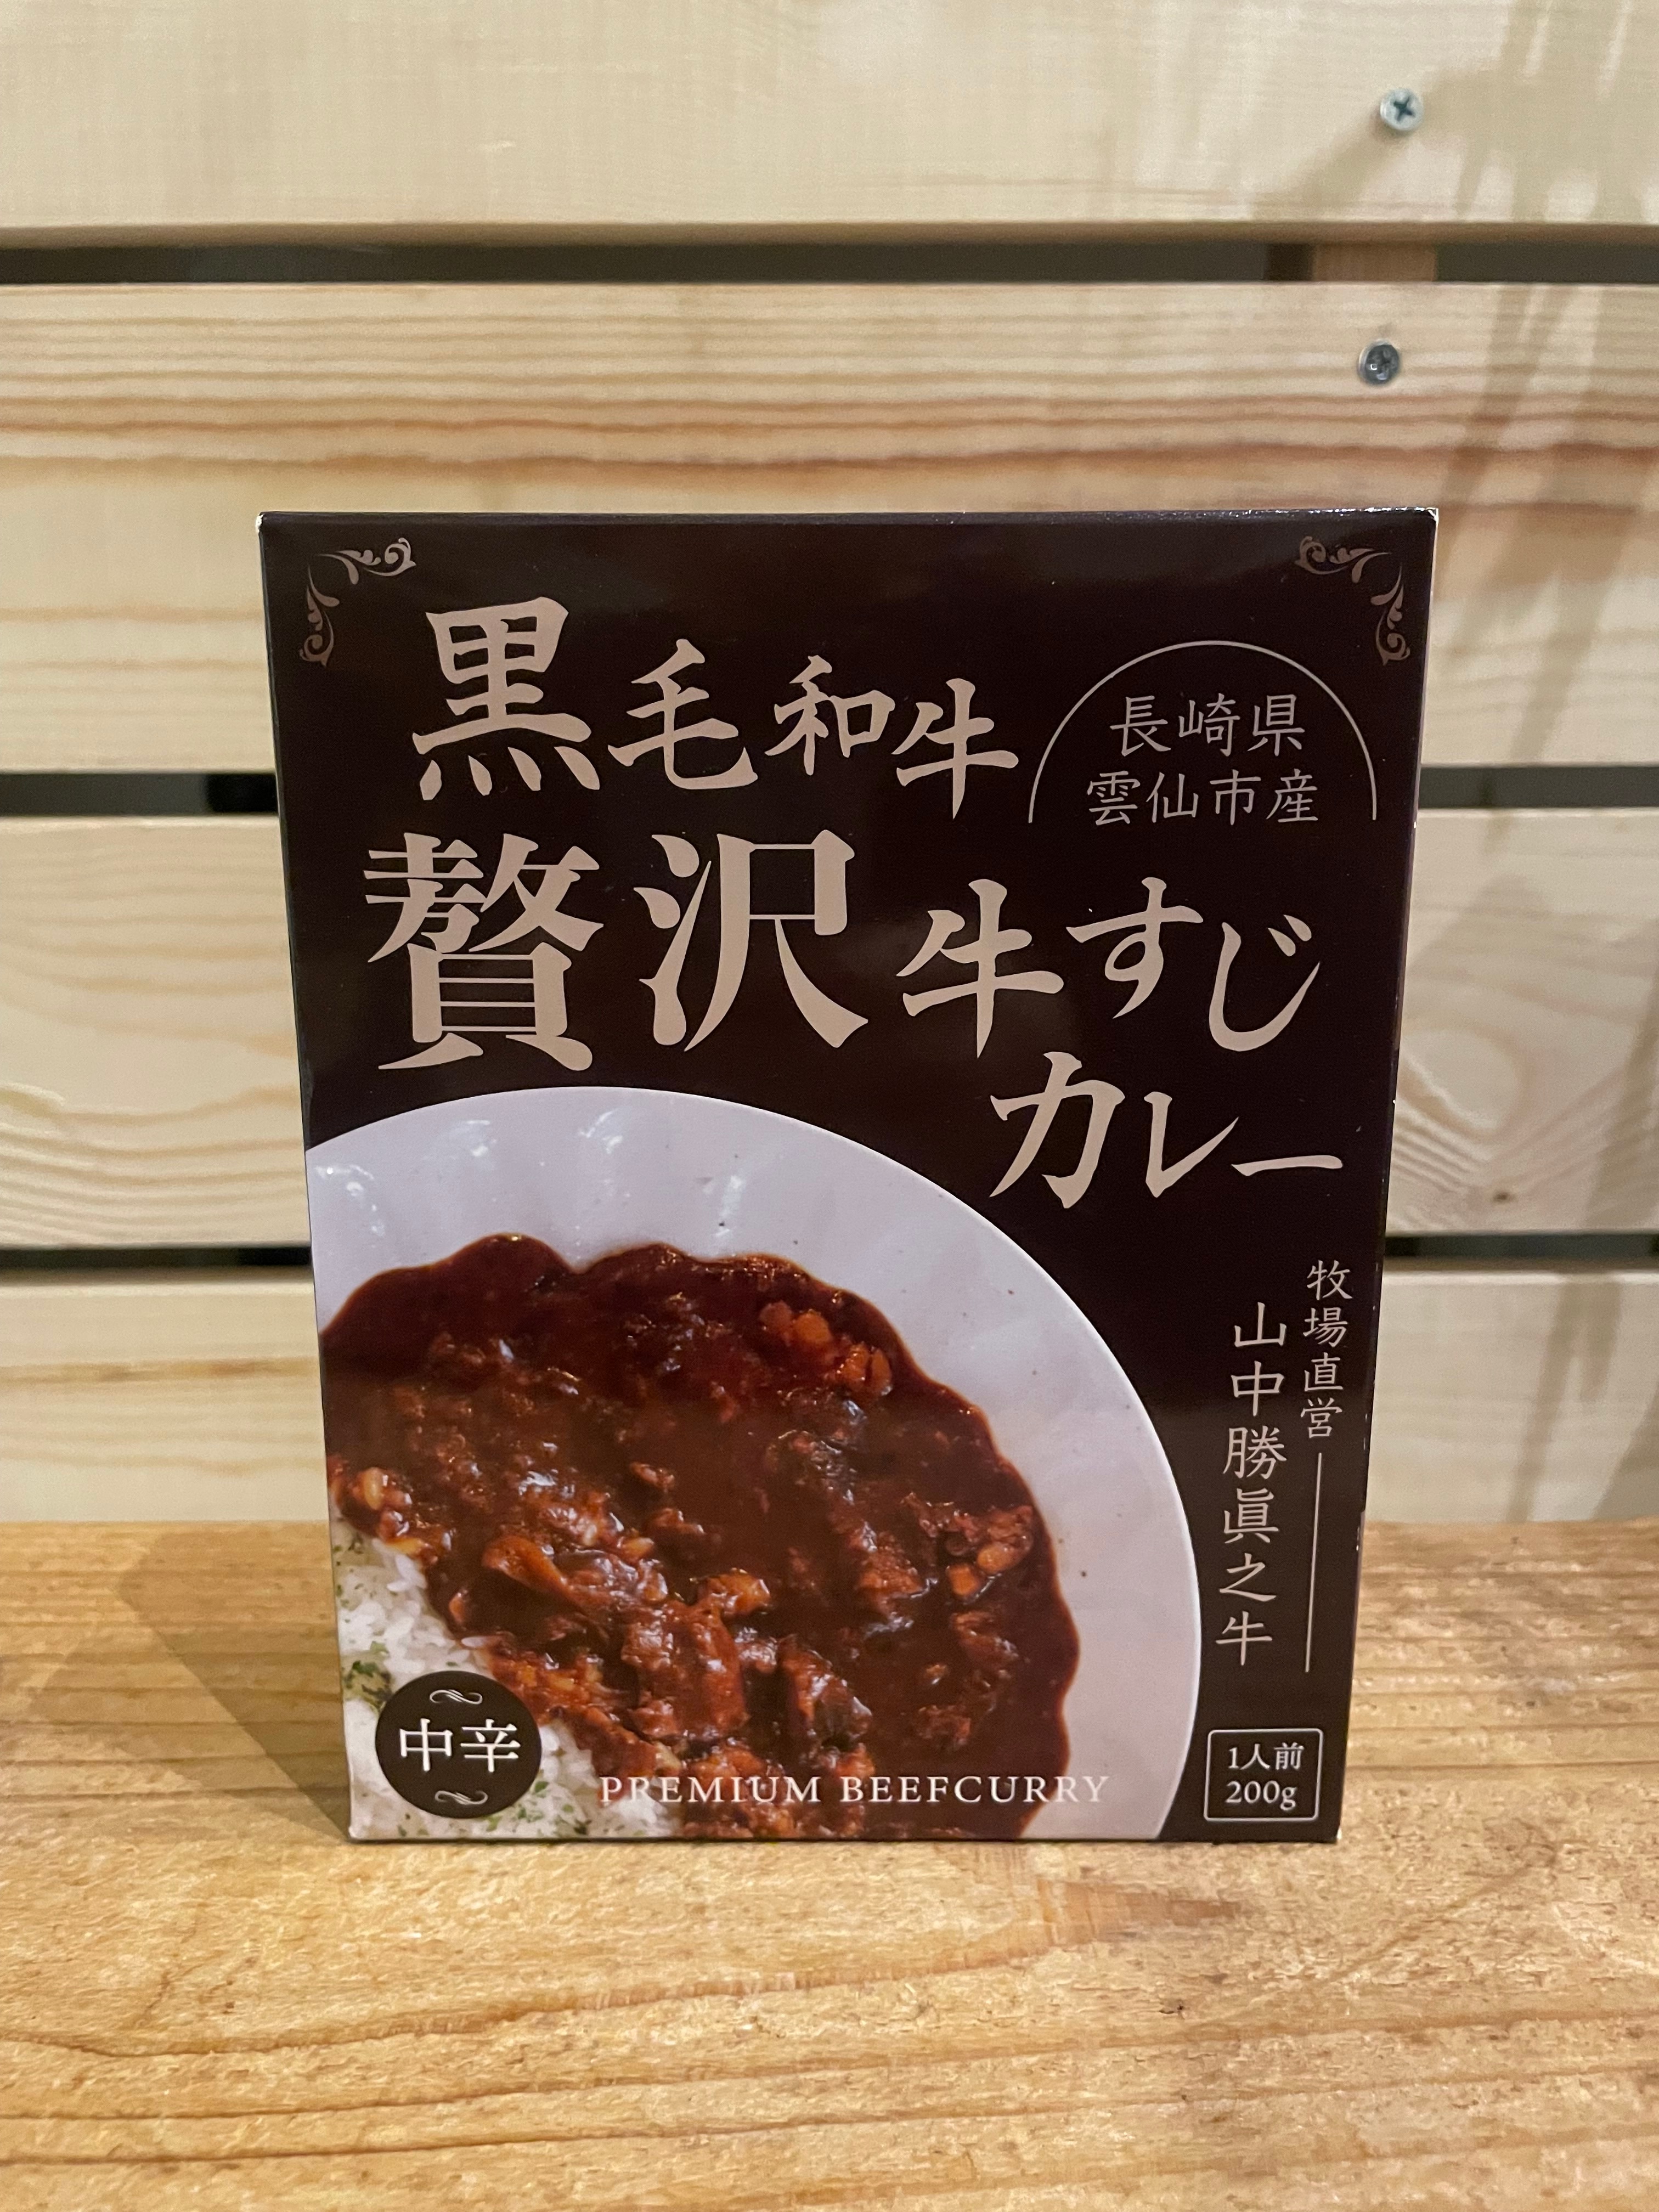 黒毛和牛
長崎県
雲仙市産
贅沢牛すじ
カレー
牧場直営
山中勝眞之牛
中辛
PREMIUM BEEFCURRY
1人前
200g